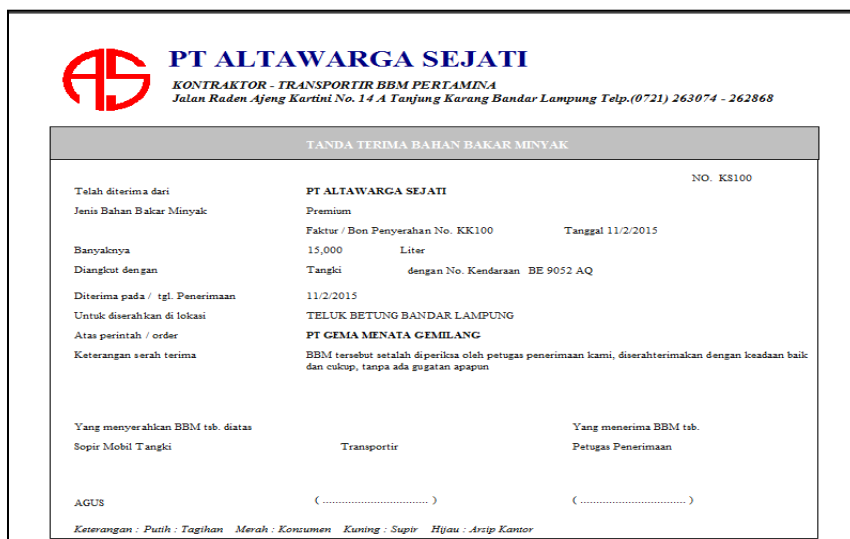 AS
PT ALTAWARGA SEJATI
KONTRAKTOR - TRANSPORTIR BBM PERTAMINA
Jalan Raden Ajeng Kartini No. 14 A Tanjung Karang Bandar Lampung Telp.(0721) 263074 - 262868
TANDA TERIMA BAHAN BAKAR MINYAK
NO. KS100
Telah diterima dari PT ALTAWARGA SEJATI
Jenis Bahan Bakar Minyak Premium
Faktur / Bon Penyerahan No. KK100 Tanggal 11/2/2015
Banyaknya 15,000 Liter
Diangkut dengan Tangki dengan No. Kendaraan BE 9052 AQ
Diterima pada / tgl. Penerimaan 11/2/2015
Untuk diserahkan di lokasi TELUK BETUNG BANDAR LAMPUNG
Atas perintah / order PT GEMA MENATA GEMILANG
Keterangan serah terima BBM tersebut setalah diperiksa oleh petugas penerimaan kami, diserahterimakan dengan keadaan baik
dan cukup, tanpa ada gugatan apapun
Yang menyerahkan BBM tsb. diatas Yang menerima BBM tsb.
Sopir Mobil Tangki Transportir Petugas Penerimaan
AGUS ( ................................. ) ( ................................. )
Keterangan : Putih : Tagihan Merah : Konsumen Kuning : Supir Hijau : Arsip Kantor